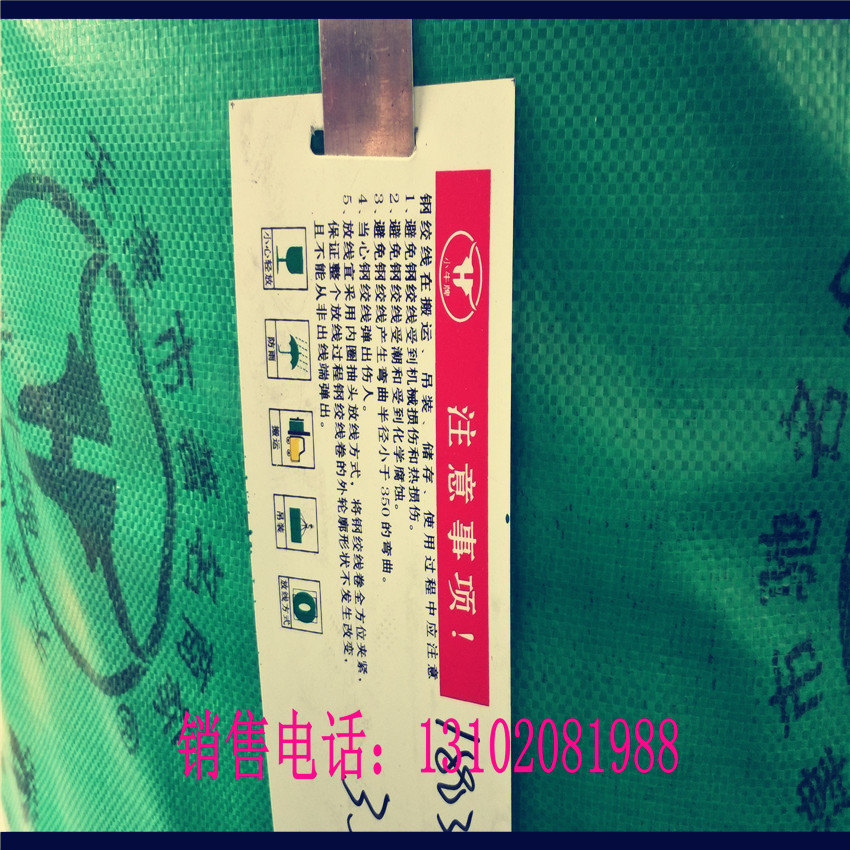 小牛牌
注意事项!
钢绞线在搬运、吊装、储存、使用过程中应注意
1、避免钢绞线受到机械损伤和热损伤。
2、避免钢绞线受潮和受到化学腐蚀。
3、避免钢绞线产生弯曲半径小于350的弯曲。
4、当心钢绞线弹出伤人。
5、放线宜采用内圈抽头放线方式，将钢绞线卷全方位夹紧，
保证整个放线过程钢绞线卷的外轮廓形状不发生改变，
且不能从非出线端弹出。
小心轻放
防雨
搬运
吊装
放线方式
销售电话：13102081988